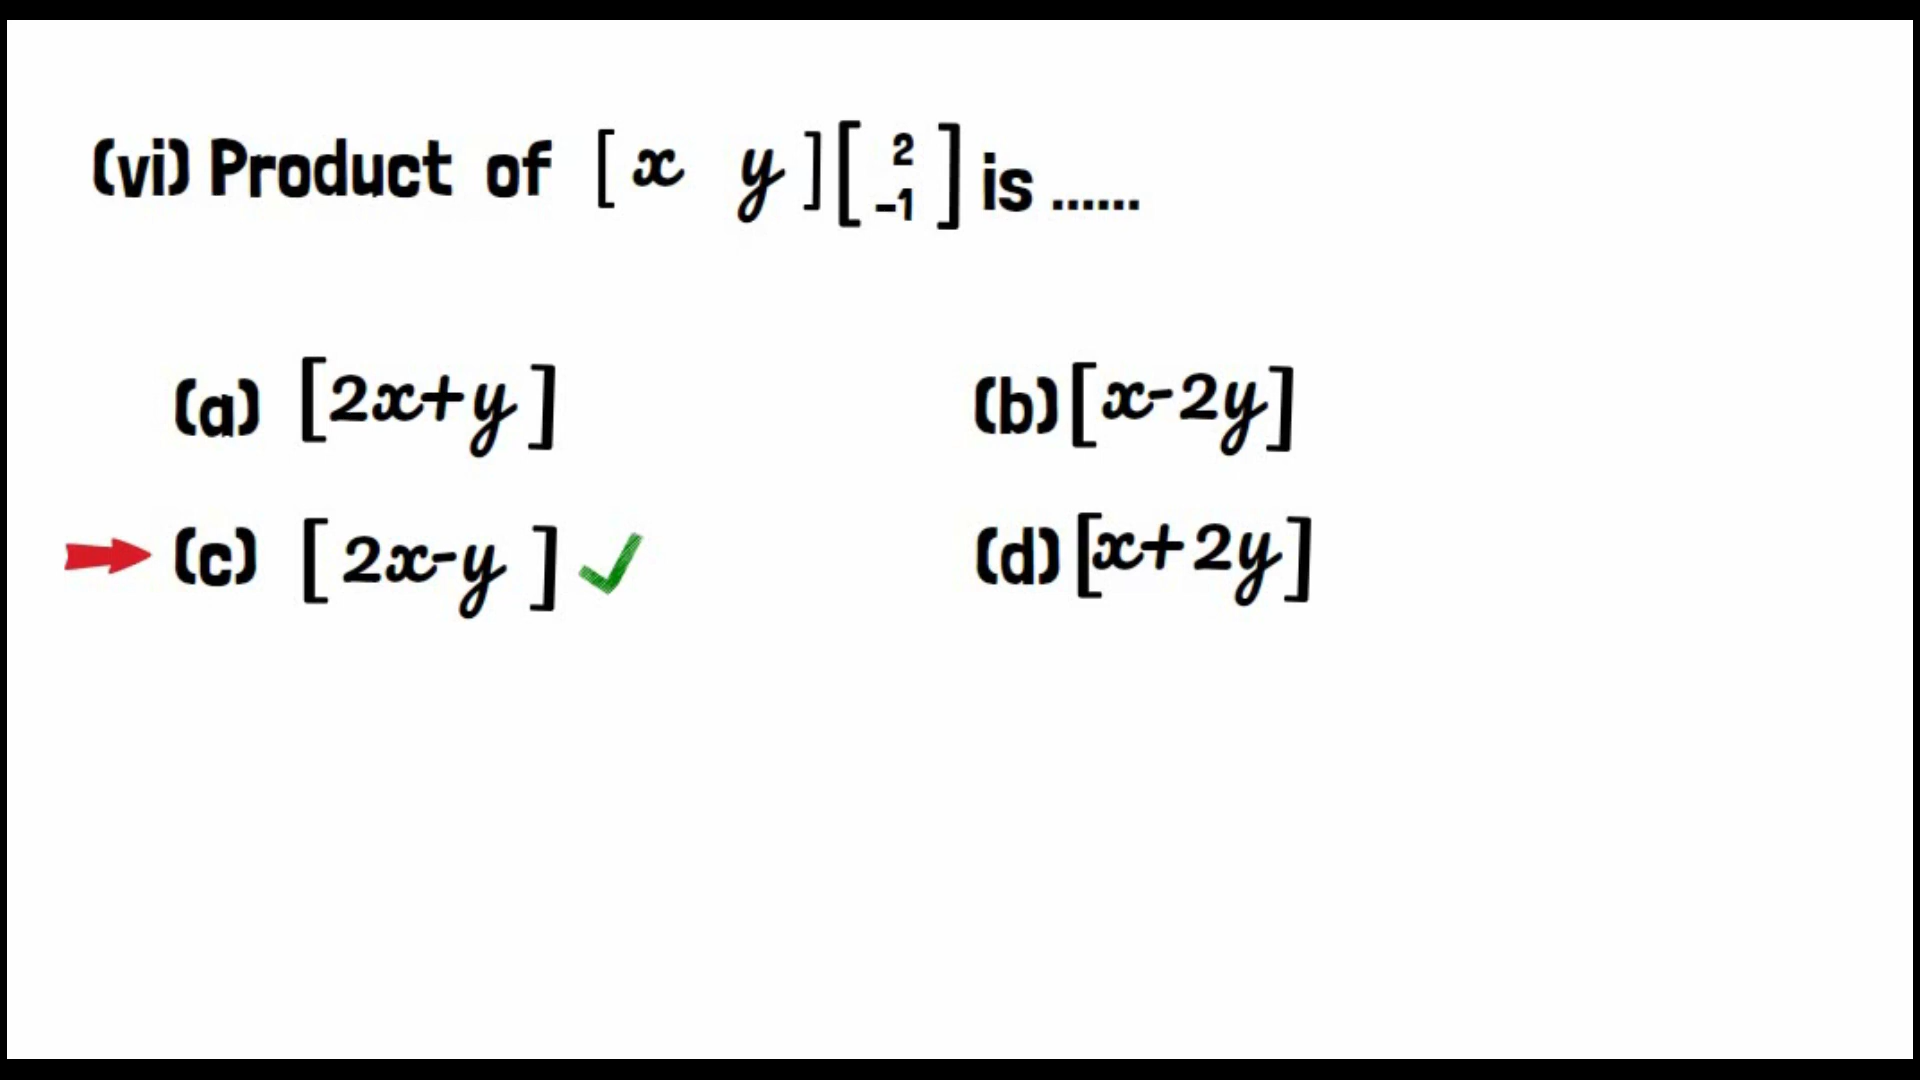 (vi) Product of [ x y ] [ 2 -1 ] is ......
(a) [2x+y ] (b) [x-2y]
(c) [ 2x-y ] ✓ (d) [x+2y]